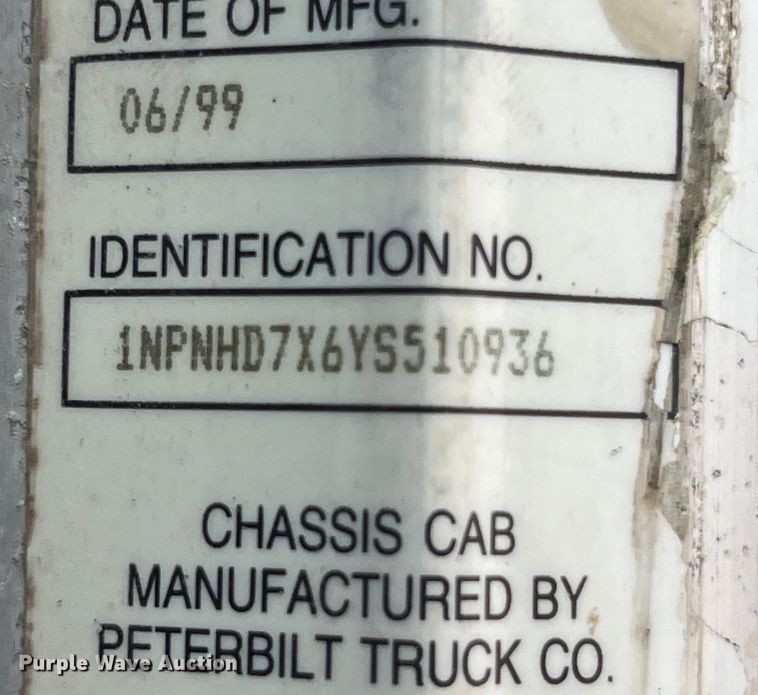 DATE OF MFG.
06/99
IDENTIFICATION NO.
1NPNHD7X6YS510936
CHASSIS CAB
MANUFACTURED BY
PETERBILT TRUCK CO.
Purple Wave Auction